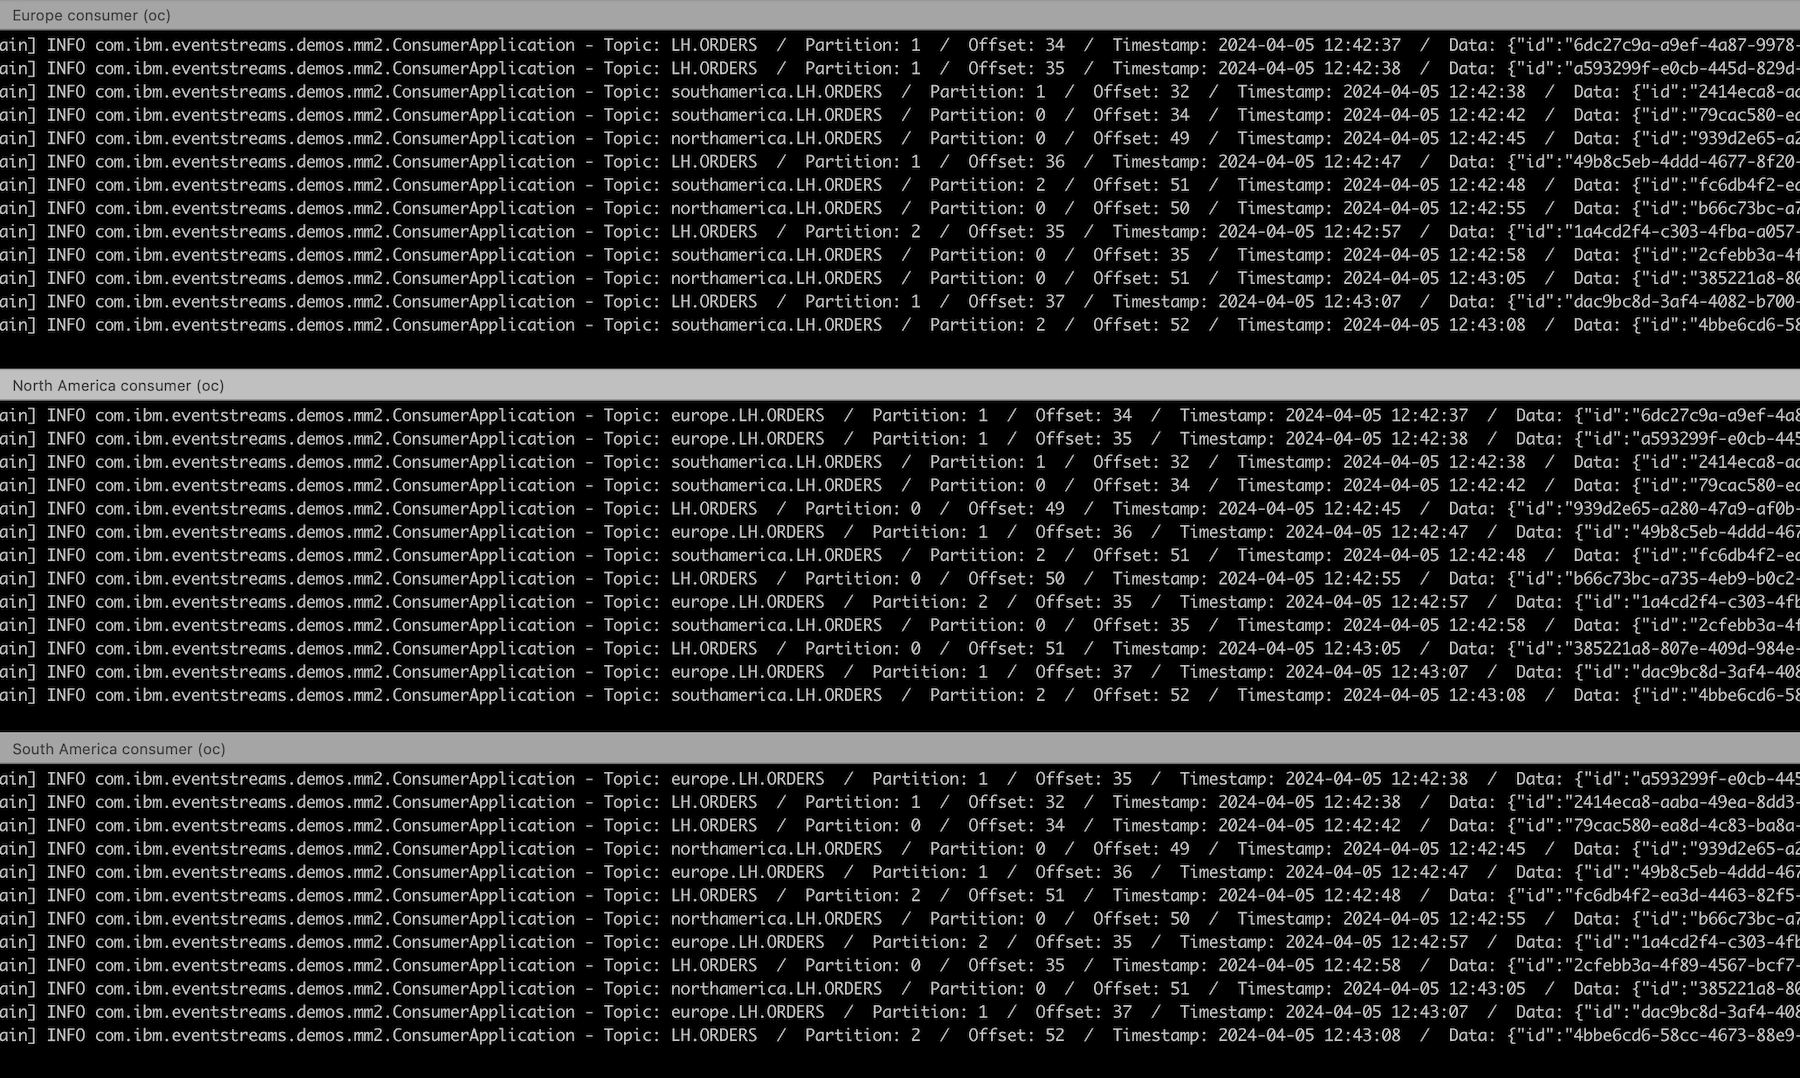 Europe consumer (oc)
ain] INFO com.ibm.eventstreams.demos.mm2.ConsumerApplication - Topic: LH.ORDERS / Partition: 1 / Offset: 34 / Timestamp: 2024-04-05 12:42:37 / Data: {"id":"6dc27c9a-a9ef-4a87-9978-
ain] INFO com.ibm.eventstreams.demos.mm2.ConsumerApplication - Topic: LH.ORDERS / Partition: 1 / Offset: 35 / Timestamp: 2024-04-05 12:42:38 / Data: {"id":"a593299f-e0cb-445d-829d-
ain] INFO com.ibm.eventstreams.demos.mm2.ConsumerApplication - Topic: southamerica.LH.ORDERS / Partition: 1 / Offset: 32 / Timestamp: 2024-04-05 12:42:38 / Data: {"id":"2414eca8-aa
ain] INFO com.ibm.eventstreams.demos.mm2.ConsumerApplication - Topic: southamerica.LH.ORDERS / Partition: 0 / Offset: 34 / Timestamp: 2024-04-05 12:42:42 / Data: {"id":"79cac580-ea
ain] INFO com.ibm.eventstreams.demos.mm2.ConsumerApplication - Topic: northamerica.LH.ORDERS / Partition: 0 / Offset: 49 / Timestamp: 2024-04-05 12:42:45 / Data: {"id":"939d2e65-a2
ain] INFO com.ibm.eventstreams.demos.mm2.ConsumerApplication - Topic: LH.ORDERS / Partition: 1 / Offset: 36 / Timestamp: 2024-04-05 12:42:47 / Data: {"id":"49b8c5eb-4ddd-4677-8f20-
ain] INFO com.ibm.eventstreams.demos.mm2.ConsumerApplication - Topic: southamerica.LH.ORDERS / Partition: 2 / Offset: 51 / Timestamp: 2024-04-05 12:42:48 / Data: {"id":"fc6db4f2-ea
ain] INFO com.ibm.eventstreams.demos.mm2.ConsumerApplication - Topic: northamerica.LH.ORDERS / Partition: 0 / Offset: 50 / Timestamp: 2024-04-05 12:42:55 / Data: {"id":"b66c73bc-a7
ain] INFO com.ibm.eventstreams.demos.mm2.ConsumerApplication - Topic: LH.ORDERS / Partition: 2 / Offset: 35 / Timestamp: 2024-04-05 12:42:57 / Data: {"id":"1a4cd2f4-c303-4fba-a057-
ain] INFO com.ibm.eventstreams.demos.mm2.ConsumerApplication - Topic: southamerica.LH.ORDERS / Partition: 0 / Offset: 35 / Timestamp: 2024-04-05 12:42:58 / Data: {"id":"2cfebb3a-4f
ain] INFO com.ibm.eventstreams.demos.mm2.ConsumerApplication - Topic: northamerica.LH.ORDERS / Partition: 0 / Offset: 51 / Timestamp: 2024-04-05 12:43:05 / Data: {"id":"385221a8-80
ain] INFO com.ibm.eventstreams.demos.mm2.ConsumerApplication - Topic: LH.ORDERS / Partition: 1 / Offset: 37 / Timestamp: 2024-04-05 12:43:07 / Data: {"id":"dac9bc8d-3af4-4082-b700-
ain] INFO com.ibm.eventstreams.demos.mm2.ConsumerApplication - Topic: southamerica.LH.ORDERS / Partition: 2 / Offset: 52 / Timestamp: 2024-04-05 12:43:08 / Data: {"id":"4bbe6cd6-58
North America consumer (oc)
ain] INFO com.ibm.eventstreams.demos.mm2.ConsumerApplication - Topic: europe.LH.ORDERS / Partition: 1 / Offset: 34 / Timestamp: 2024-04-05 12:42:37 / Data: {"id":"6dc27c9a-a9ef-4a8
ain] INFO com.ibm.eventstreams.demos.mm2.ConsumerApplication - Topic: europe.LH.ORDERS / Partition: 1 / Offset: 35 / Timestamp: 2024-04-05 12:42:38 / Data: {"id":"a593299f-e0cb-445
ain] INFO com.ibm.eventstreams.demos.mm2.ConsumerApplication - Topic: southamerica.LH.ORDERS / Partition: 1 / Offset: 32 / Timestamp: 2024-04-05 12:42:38 / Data: {"id":"2414eca8-aa
ain] INFO com.ibm.eventstreams.demos.mm2.ConsumerApplication - Topic: southamerica.LH.ORDERS / Partition: 0 / Offset: 34 / Timestamp: 2024-04-05 12:42:42 / Data: {"id":"79cac580-ea
ain] INFO com.ibm.eventstreams.demos.mm2.ConsumerApplication - Topic: LH.ORDERS / Partition: 0 / Offset: 49 / Timestamp: 2024-04-05 12:42:45 / Data: {"id":"939d2e65-a280-47a9-af0b-
ain] INFO com.ibm.eventstreams.demos.mm2.ConsumerApplication - Topic: europe.LH.ORDERS / Partition: 1 / Offset: 36 / Timestamp: 2024-04-05 12:42:47 / Data: {"id":"49b8c5eb-4ddd-467
ain] INFO com.ibm.eventstreams.demos.mm2.ConsumerApplication - Topic: southamerica.LH.ORDERS / Partition: 2 / Offset: 51 / Timestamp: 2024-04-05 12:42:48 / Data: {"id":"fc6db4f2-ea
ain] INFO com.ibm.eventstreams.demos.mm2.ConsumerApplication - Topic: LH.ORDERS / Partition: 0 / Offset: 50 / Timestamp: 2024-04-05 12:42:55 / Data: {"id":"b66c73bc-a735-4eb9-b0c2-
ain] INFO com.ibm.eventstreams.demos.mm2.ConsumerApplication - Topic: europe.LH.ORDERS / Partition: 2 / Offset: 35 / Timestamp: 2024-04-05 12:42:57 / Data: {"id":"1a4cd2f4-c303-4fb
ain] INFO com.ibm.eventstreams.demos.mm2.ConsumerApplication - Topic: southamerica.LH.ORDERS / Partition: 0 / Offset: 35 / Timestamp: 2024-04-05 12:42:58 / Data: {"id":"2cfebb3a-4f
ain] INFO com.ibm.eventstreams.demos.mm2.ConsumerApplication - Topic: LH.ORDERS / Partition: 0 / Offset: 51 / Timestamp: 2024-04-05 12:43:05 / Data: {"id":"385221a8-807e-409d-984e-
ain] INFO com.ibm.eventstreams.demos.mm2.ConsumerApplication - Topic: europe.LH.ORDERS / Partition: 1 / Offset: 37 / Timestamp: 2024-04-05 12:43:07 / Data: {"id":"dac9bc8d-3af4-408
ain] INFO com.ibm.eventstreams.demos.mm2.ConsumerApplication - Topic: southamerica.LH.ORDERS / Partition: 2 / Offset: 52 / Timestamp: 2024-04-05 12:43:08 / Data: {"id":"4bbe6cd6-58
South America consumer (oc)
ain] INFO com.ibm.eventstreams.demos.mm2.ConsumerApplication - Topic: europe.LH.ORDERS / Partition: 1 / Offset: 35 / Timestamp: 2024-04-05 12:42:38 / Data: {"id":"a593299f-e0cb-445
ain] INFO com.ibm.eventstreams.demos.mm2.ConsumerApplication - Topic: LH.ORDERS / Partition: 1 / Offset: 32 / Timestamp: 2024-04-05 12:42:38 / Data: {"id":"2414eca8-aaba-49ea-8dd3-
ain] INFO com.ibm.eventstreams.demos.mm2.ConsumerApplication - Topic: LH.ORDERS / Partition: 0 / Offset: 34 / Timestamp: 2024-04-05 12:42:42 / Data: {"id":"79cac580-ea8d-4c83-ba8a-
ain] INFO com.ibm.eventstreams.demos.mm2.ConsumerApplication - Topic: northamerica.LH.ORDERS / Partition: 0 / Offset: 49 / Timestamp: 2024-04-05 12:42:45 / Data: {"id":"939d2e65-a2
ain] INFO com.ibm.eventstreams.demos.mm2.ConsumerApplication - Topic: europe.LH.ORDERS / Partition: 1 / Offset: 36 / Timestamp: 2024-04-05 12:42:47 / Data: {"id":"49b8c5eb-4ddd-467
ain] INFO com.ibm.eventstreams.demos.mm2.ConsumerApplication - Topic: LH.ORDERS / Partition: 2 / Offset: 51 / Timestamp: 2024-04-05 12:42:48 / Data: {"id":"fc6db4f2-ea3d-4463-82f5-
ain] INFO com.ibm.eventstreams.demos.mm2.ConsumerApplication - Topic: northamerica.LH.ORDERS / Partition: 0 / Offset: 50 / Timestamp: 2024-04-05 12:42:55 / Data: {"id":"b66c73bc-a7
ain] INFO com.ibm.eventstreams.demos.mm2.ConsumerApplication - Topic: europe.LH.ORDERS / Partition: 2 / Offset: 35 / Timestamp: 2024-04-05 12:42:57 / Data: {"id":"1a4cd2f4-c303-4fb
ain] INFO com.ibm.eventstreams.demos.mm2.ConsumerApplication - Topic: LH.ORDERS / Partition: 0 / Offset: 35 / Timestamp: 2024-04-05 12:42:58 / Data: {"id":"2cfebb3a-4f89-4567-bcf7-
ain] INFO com.ibm.eventstreams.demos.mm2.ConsumerApplication - Topic: northamerica.LH.ORDERS / Partition: 0 / Offset: 51 / Timestamp: 2024-04-05 12:43:05 / Data: {"id":"385221a8-80
ain] INFO com.ibm.eventstreams.demos.mm2.ConsumerApplication - Topic: europe.LH.ORDERS / Partition: 1 / Offset: 37 / Timestamp: 2024-04-05 12:43:07 / Data: {"id":"dac9bc8d-3af4-408
ain] INFO com.ibm.eventstreams.demos.mm2.ConsumerApplication - Topic: LH.ORDERS / Partition: 2 / Offset: 52 / Timestamp: 2024-04-05 12:43:08 / Data: {"id":"4bbe6cd6-58cc-4673-88e9-